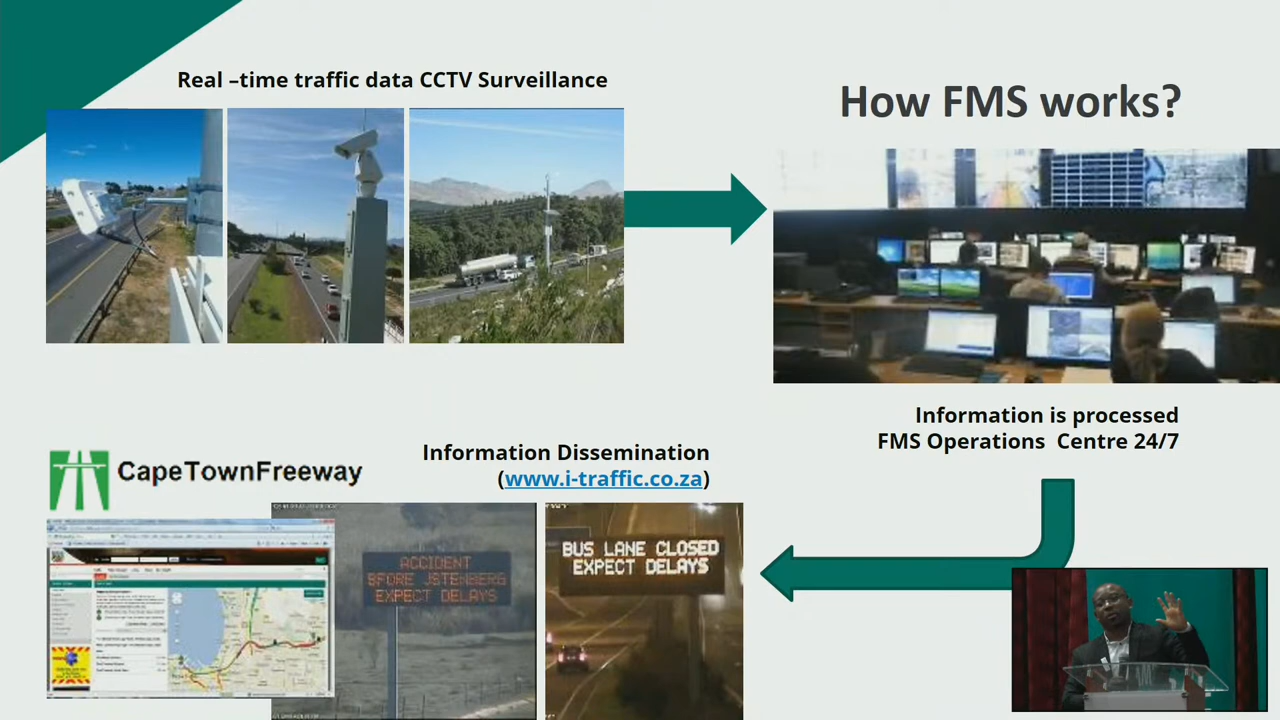 Real –time traffic data CCTV Surveillance
How FMS works?
Information is processed
FMS Operations Centre 24/7
Information Dissemination
(www.i-traffic.co.za)
CapeTownFreeway
ACCIDENT
EXPECT DELAYS
BUS LANE CLOSED
EXPECT DELAYS